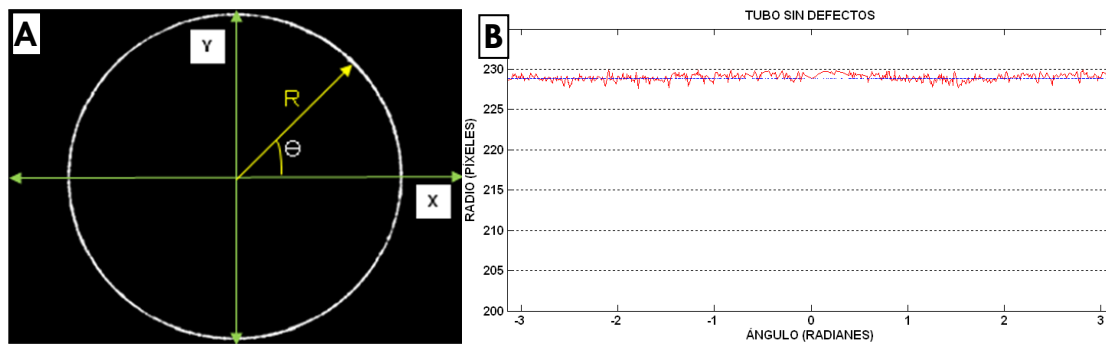 A
Y
R
Θ
X
B
TUBO SIN DEFECTOS
RADIO (PÍXELES)
230
225
220
215
210
205
200
-3 -2 -1 0 1 2 3
ÁNGULO (RADIANES)